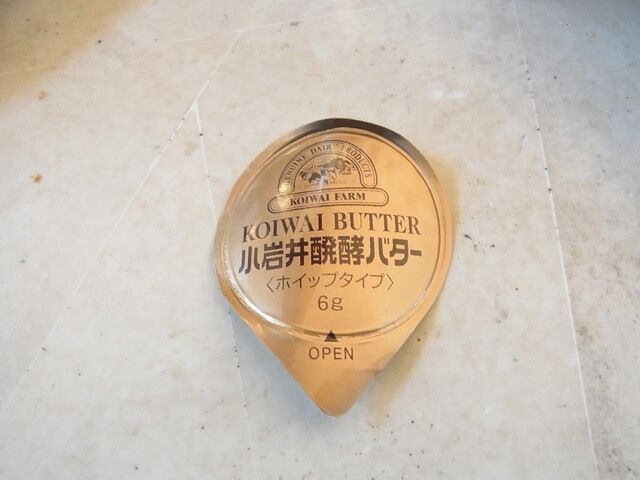 GENUINE DAIRY PRODUCTS
KOIWAI FARM
KOIWAI BUTTER
小岩井醗酵バター
〈ホイップタイプ〉
6g
▲
OPEN